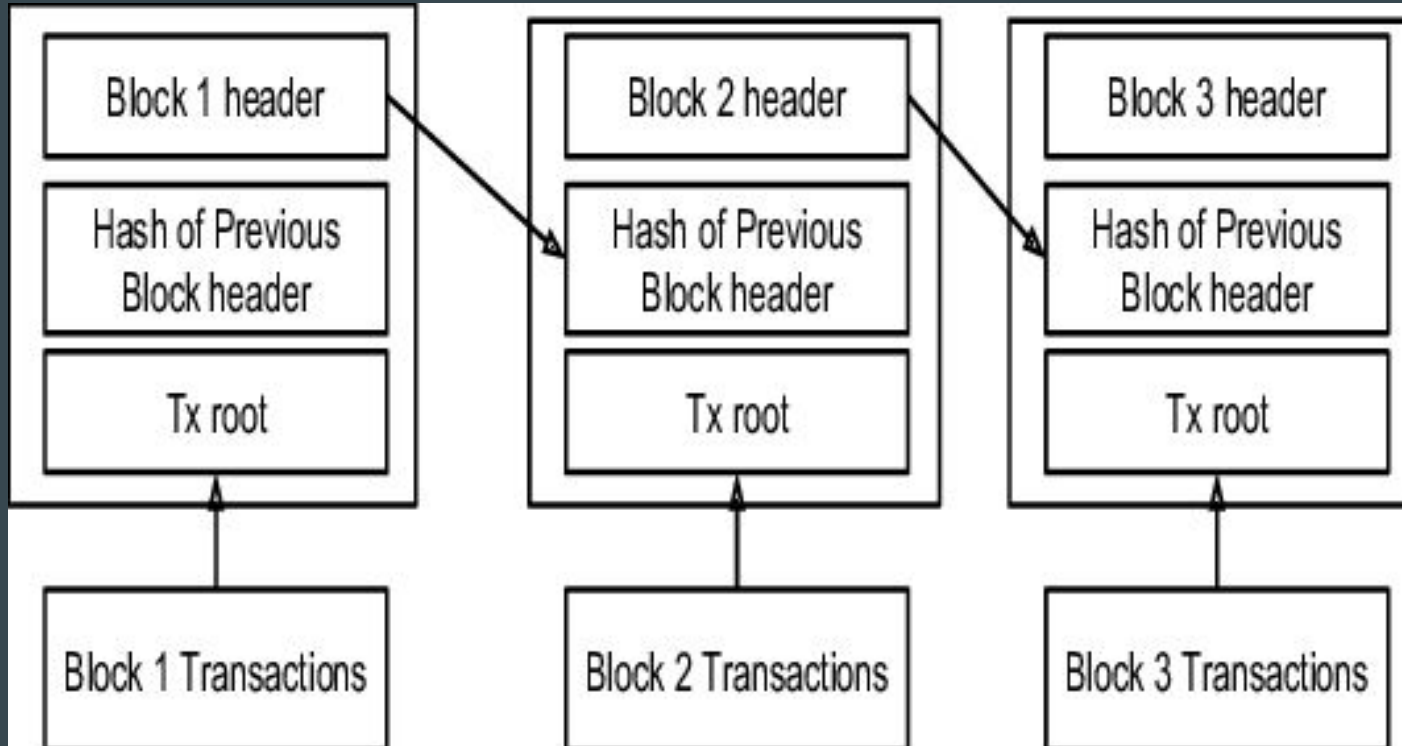 Block 1 header
Hash of Previous
Block header
Tx root
Block 1 Transactions
Block 2 header
Hash of Previous
Block header
Tx root
Block 2 Transactions
Block 3 header
Hash of Previous
Block header
Tx root
Block 3 Transactions